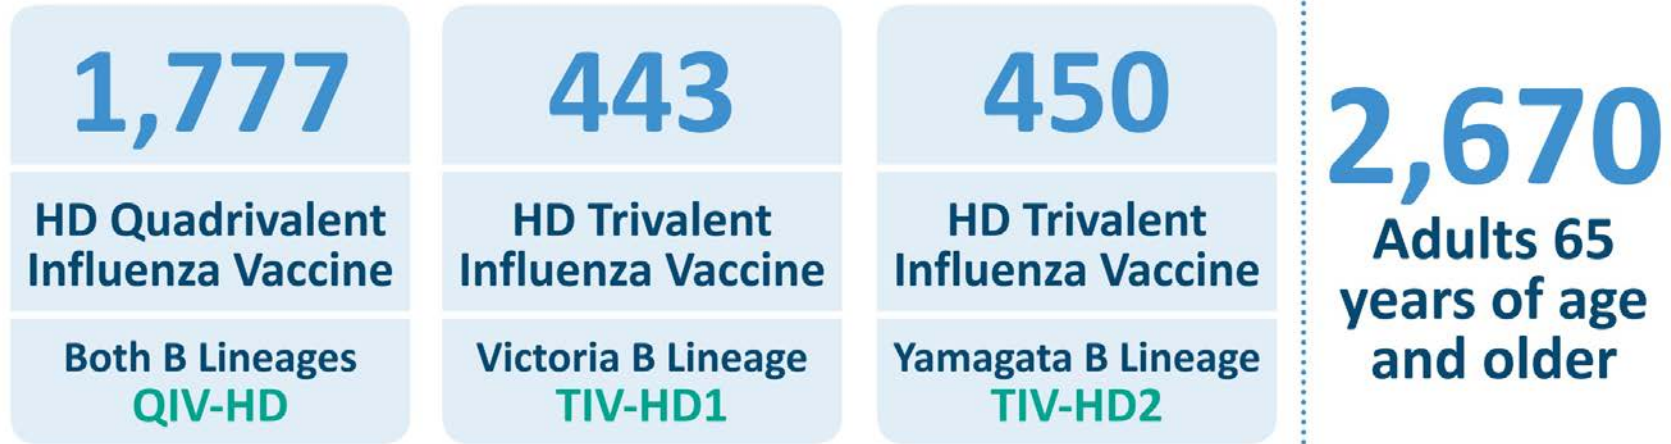 1,777
HD Quadrivalent
Influenza Vaccine
Both B Lineages
QIV-HD
443
HD Trivalent
Influenza Vaccine
Victoria B Lineage
TIV-HD1
450
HD Trivalent
Influenza Vaccine
Yamagata B Lineage
TIV-HD2
2,670
Adults 65
years of age
and older